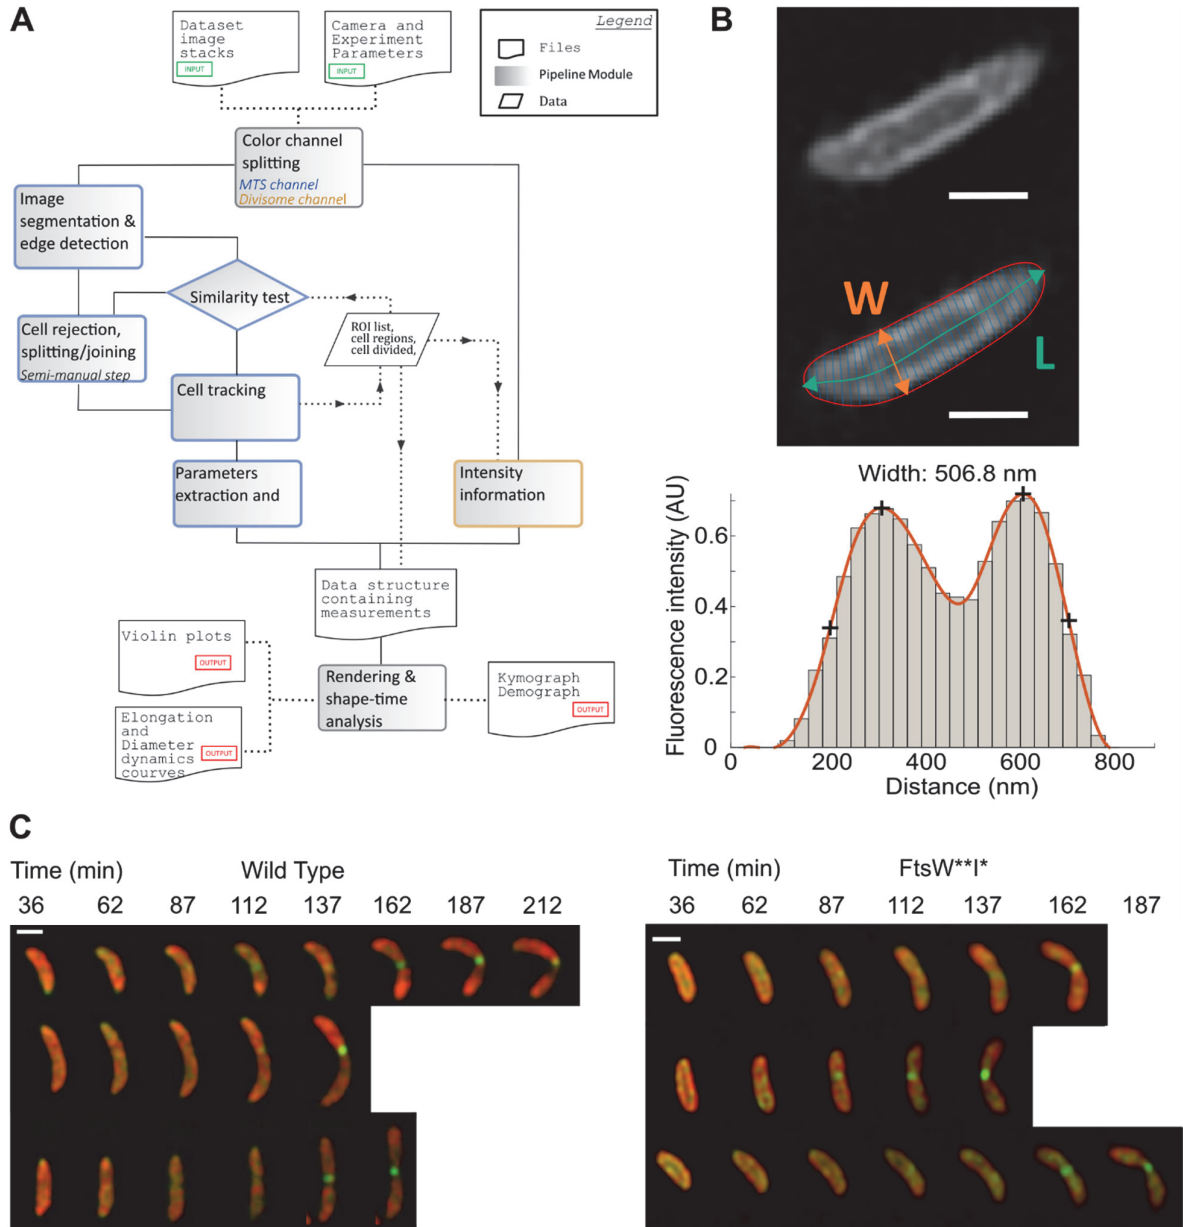 A
Dataset
image
stacks
INPUT
Camera and
Experiment
Parameters
INPUT
Legend
Files
Pipeline Module
Data
Color channel
splitting
MTS channel
Divisome channel
Image
segmentation &
edge detection
Similarity test
Cell rejection,
splitting/joining
Semi-manual step
ROI list,
cell regions,
cell divided,
Cell tracking
Parameters
extraction and
Intensity
information
Data structure
containing
measurements
Violin plots
OUTPUT
Elongation
and
Diameter
dynamics
courves
OUTPUT
Rendering &
shape-time
analysis
Kymograph
Demograph
OUTPUT
B
W
L
Width: 506.8 nm
Fluorescence intensity (AU)
0.6
0.4
0.2
0
0 200 400 600 800
Distance (nm)
C
Time (min) Wild Type
36 62 87 112 137 162 187 212
Time (min) FtsW**I*
36 62 87 112 137 162 187